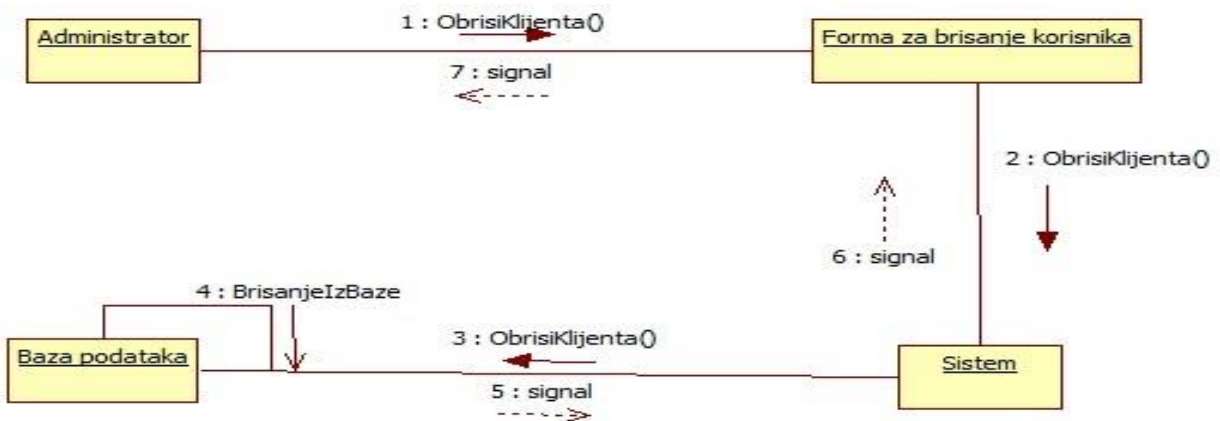 1 : ObrisiKlijenta()
Administrator
Forma za brisanje korisnika
7 : signal
2 : ObrisiKlijenta()
6 : signal
4 : BrisanjeIzBaze
3 : ObrisiKlijenta()
Baza podataka
Sistem
5 : signal